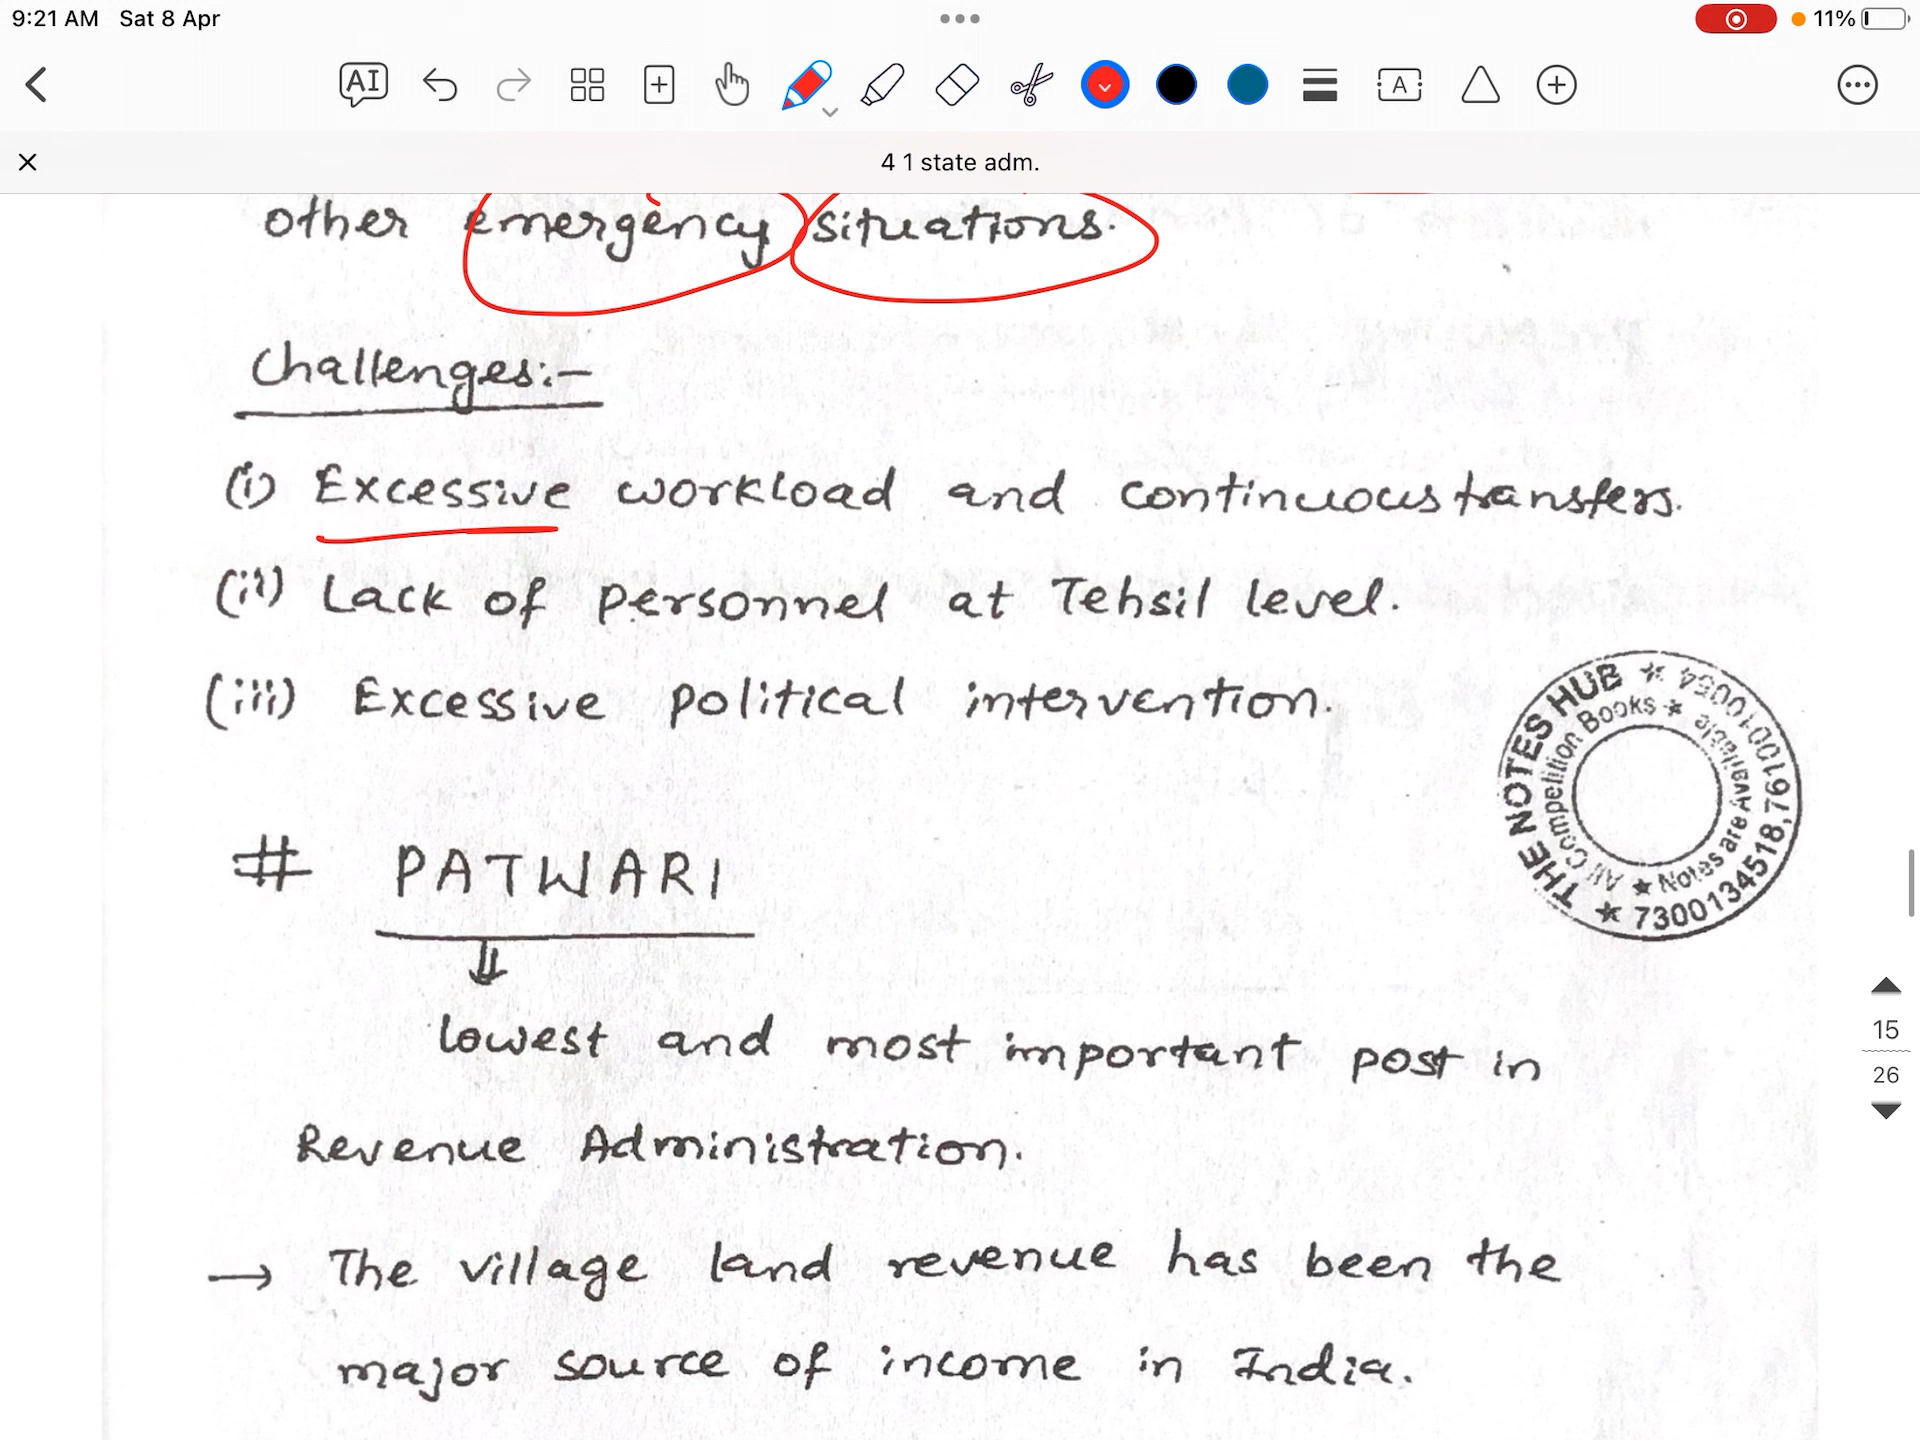 9:21 AM Sat 8 Apr
11%
AI
A
4 1 state adm.
other emergency situations.
Challenges:-
(i) Excessive workload and continuous transfers.
(ii) Lack of personnel at Tehsil level.
(iii) Excessive political intervention.
THE NOTES HUB ★ 7610010054
★ 7300134518,
All Competition Books ★
★ Notes are Available
# PATWARI
⇓
lowest and most important post in
Revenue Administration.
→ The village land revenue has been the
major source of income in India.
15
26